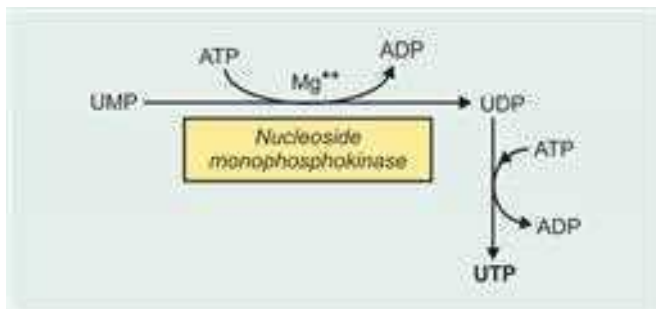 ATP
ADP
Mg⁺⁺
UMP
UDP
Nucleoside
monophosphokinase
ATP
ADP
UTP